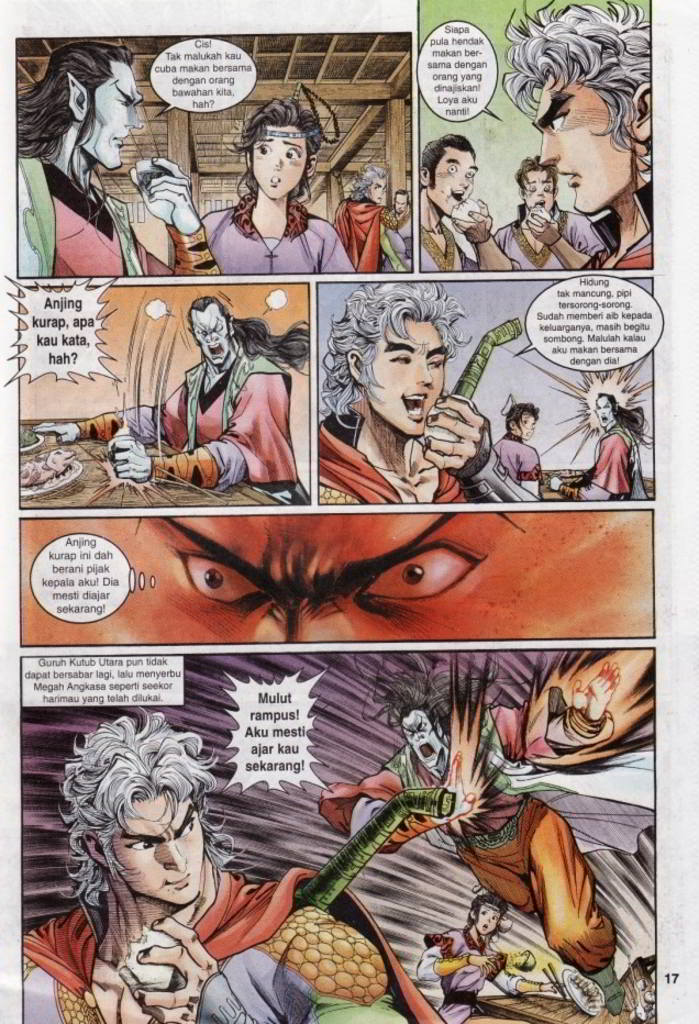 Cis!
Tak malukah kau
cuba makan bersama
dengan orang
bawahan kita,
hah?
Siapa
pula hendak
makan ber-
sama dengan
orang yang
dinajiskan!
Loya aku
nanti!
Anjing
kurap, apa
kau kata,
hah?
Hidung
tak mancung, pipi
tersorong-sorong.
Sudah memberi aib kepada
keluarganya, masih begitu
sombong. Malulah kalau
aku makan bersama
dengan dia!
Anjing
kurap ini dah
berani pijak
kepala aku! Dia
mesti diajar
sekarang!
Guruh Kutub Utara pun tidak
dapat bersabar lagi, lalu menyerbu
Megah Angkasa seperti seekor
harimau yang telah dilukai.
Mulut
rampus!
Aku mesti
ajar kau
sekarang!
17